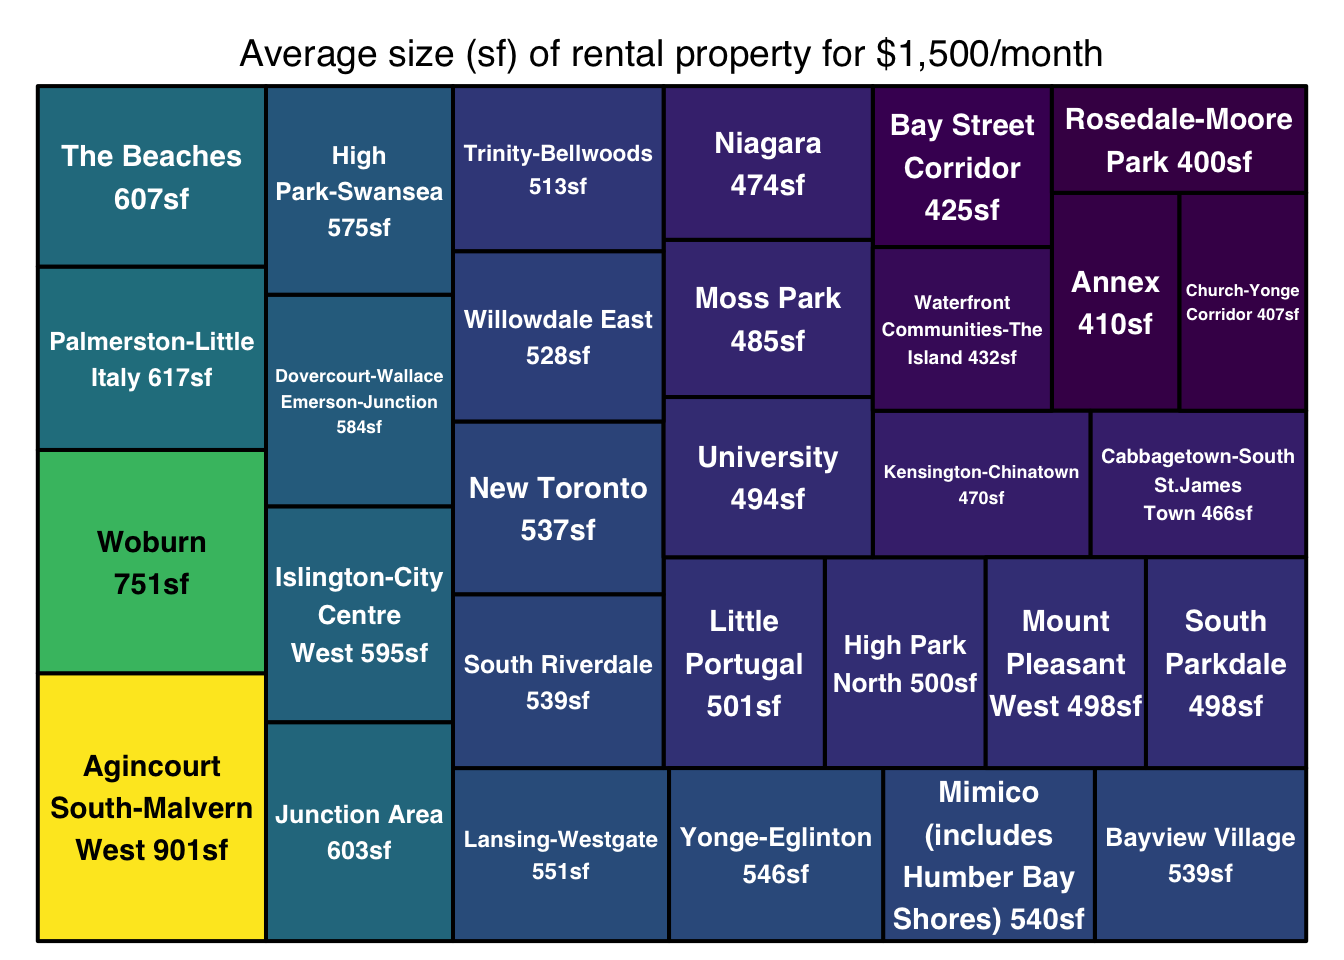 Average size (sf) of rental property for $1,500/month
The Beaches
607sf
Palmerston-Little
Italy 617sf
Woburn
751sf
Agincourt
South-Malvern
West 901sf
High
Park-Swansea
575sf
Dovercourt-Wallace
Emerson-Junction
584sf
Islington-City
Centre
West 595sf
Junction Area
603sf
Trinity-Bellwoods
513sf
Willowdale East
528sf
New Toronto
537sf
South Riverdale
539sf
Lansing-Westgate
551sf
Niagara
474sf
Moss Park
485sf
University
494sf
Bay Street
Corridor
425sf
Waterfront
Communities-The
Island 432sf
Rosedale-Moore
Park 400sf
Annex
410sf
Church-Yonge
Corridor 407sf
Kensington-Chinatown
470sf
Cabbagetown-South
St.James
Town 466sf
Little
Portugal
501sf
High Park
North 500sf
Mount
Pleasant
West 498sf
South
Parkdale
498sf
Yonge-Eglinton
546sf
Mimico
(includes
Humber Bay
Shores) 540sf
Bayview Village
539sf